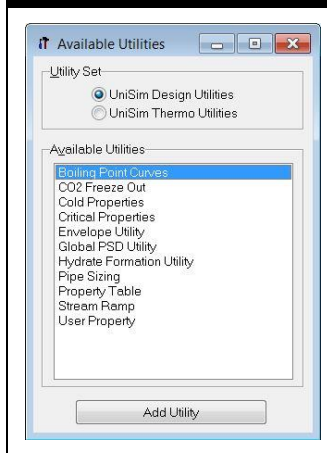 Available Utilities
Utility Set
UniSim Design Utilities
UniSim Thermo Utilities
Available Utilities
Boiling Point Curves
CO2 Freeze Out
Cold Properties
Critical Properties
Envelope Utility
Global PSD Utility
Hydrate Formation Utility
Pipe Sizing
Property Table
Stream Ramp
User Property
Add Utility